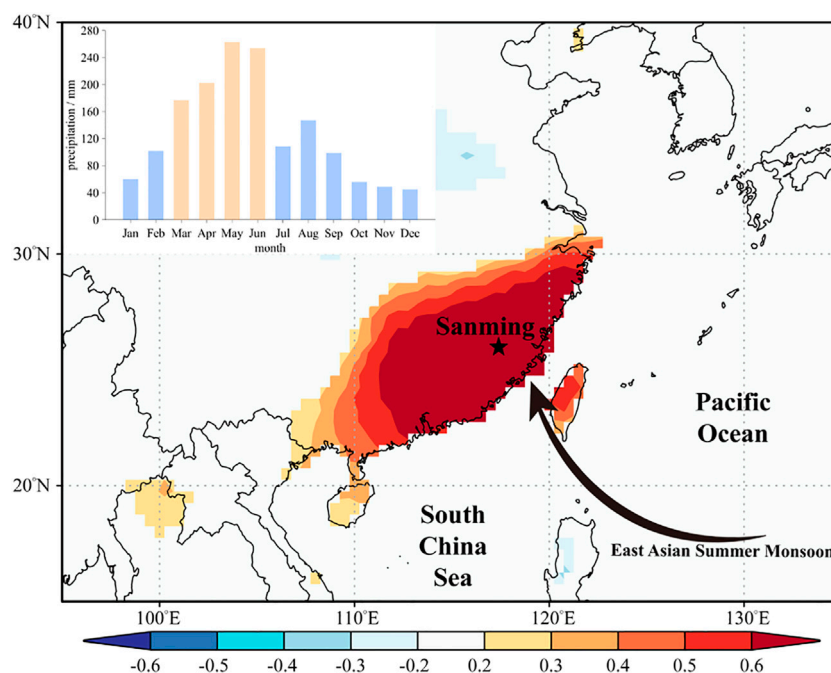 40°N
30°N
20°N
280
240
200
160
120
80
40
0
precipitation / mm
Jan Feb Mar Apr May Jun Jul Aug Sep Oct Nov Dec
month
Sanming
Pacific
Ocean
South
China
Sea
East Asian Summer Monsoon
100°E 110°E 120°E 130°E
-0.6 -0.5 -0.4 -0.3 -0.2 0.2 0.3 0.4 0.5 0.6